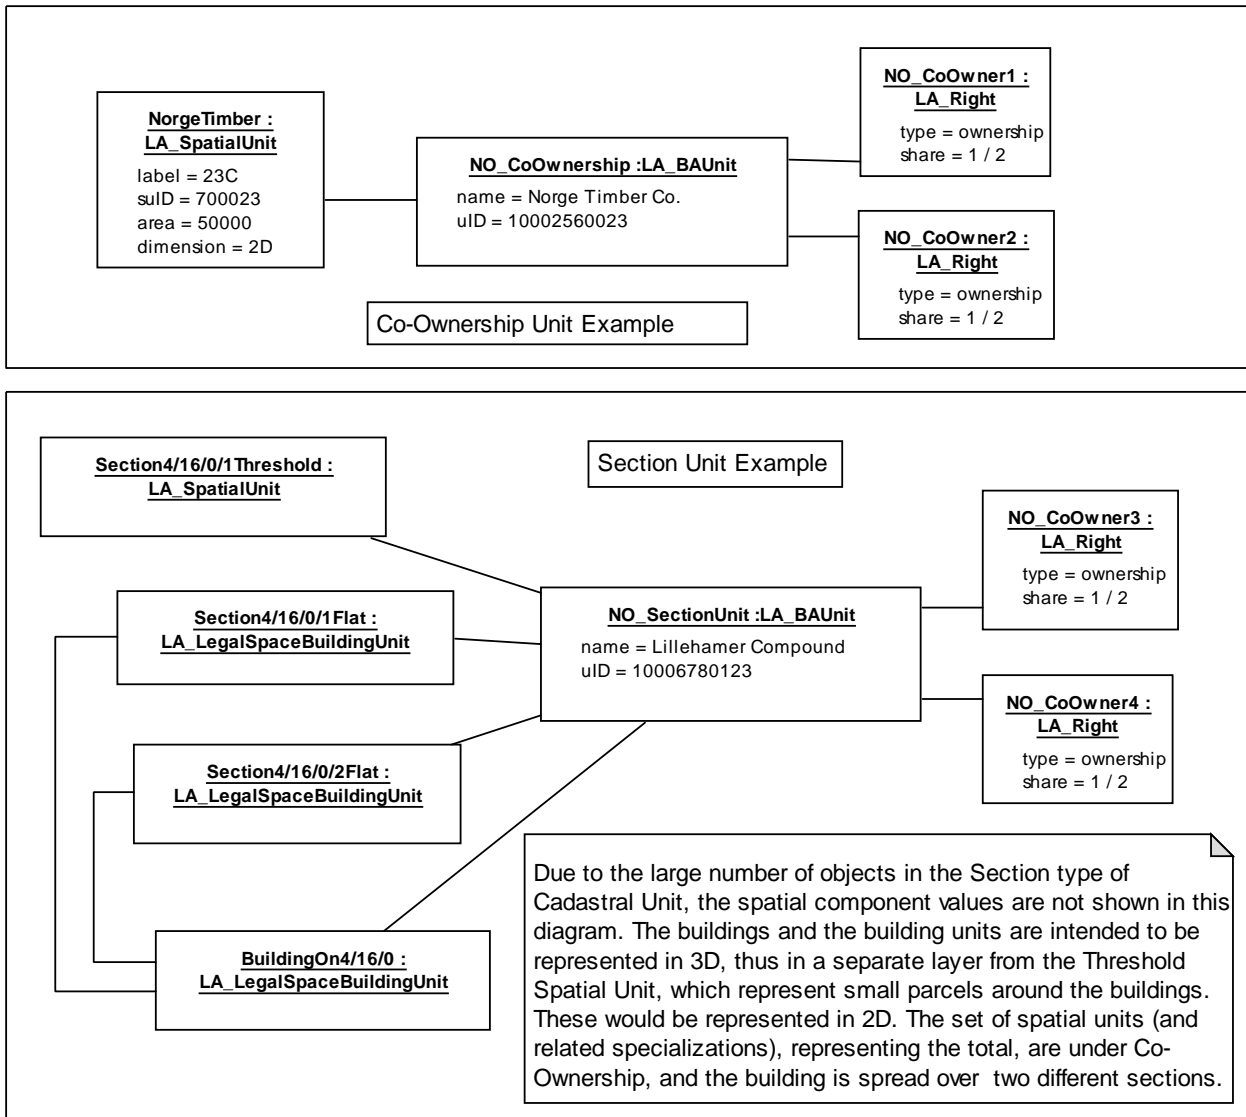 NorgeTimber :
LA_SpatialUnit
label = 23C
suID = 700023
area = 50000
dimension = 2D
NO_CoOwnership :LA_BAUnit
name = Norge Timber Co.
uID = 10002560023
NO_CoOwner1 :
LA_Right
type = ownership
share = 1 / 2
NO_CoOwner2 :
LA_Right
type = ownership
share = 1 / 2
Co-Ownership Unit Example
Section Unit Example
Section4/16/0/1Threshold :
LA_SpatialUnit
Section4/16/0/1Flat :
LA_LegalSpaceBuildingUnit
Section4/16/0/2Flat :
LA_LegalSpaceBuildingUnit
BuildingOn4/16/0 :
LA_LegalSpaceBuildingUnit
NO_SectionUnit :LA_BAUnit
name = Lillehamer Compound
uID = 10006780123
NO_CoOwner3 :
LA_Right
type = ownership
share = 1 / 2
NO_CoOwner4 :
LA_Right
type = ownership
share = 1 / 2
Due to the large number of objects in the Section type of
Cadastral Unit, the spatial component values are not shown in this
diagram. The buildings and the building units are intended to be
represented in 3D, thus in a separate layer from the Threshold
Spatial Unit, which represent small parcels around the buildings.
These would be represented in 2D. The set of spatial units (and
related specializations), representing the total, are under Co-
Ownership, and the building is spread over two different sections.